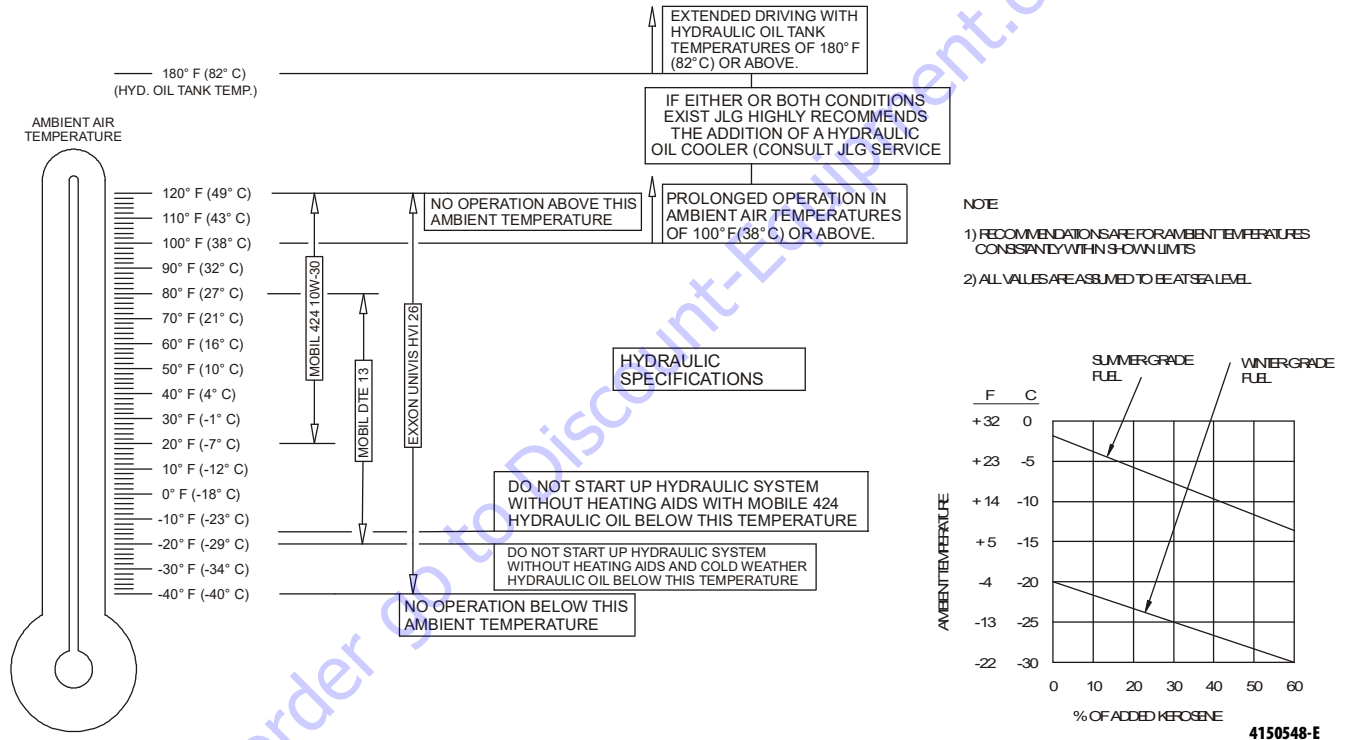 EXTENDED DRIVING WITH
HYDRAULIC OIL TANK
TEMPERATURES OF 180° F
(82°C) OR ABOVE.
180° F (82° C)
(HYD. OIL TANK TEMP.)
IF EITHER OR BOTH CONDITIONS
EXIST JLG HIGHLY RECOMMENDS
THE ADDITION OF A HYDRAULIC
OIL COOLER (CONSULT JLG SERVICE
AMBIENT AIR
TEMPERATURE
120° F (49° C)
110° F (43° C)
100° F (38° C)
90° F (32° C)
80° F (27° C)
70° F (21° C)
60° F (16° C)
50° F (10° C)
40° F (4° C)
30° F (-1° C)
20° F (-7° C)
10° F (-12° C)
0° F (-18° C)
-10° F (-23° C)
-20° F (-29° C)
-30° F (-34° C)
-40° F (-40° C)
NO OPERATION ABOVE THIS
AMBIENT TEMPERATURE
PROLONGED OPERATION IN
AMBIENT AIR TEMPERATURES
OF 100°F(38°C) OR ABOVE.
MOBIL 424 10W-30
MOBIL DTE 13
EXXON UNIVIS HVI 26
HYDRAULIC
SPECIFICATIONS
DO NOT START UP HYDRAULIC SYSTEM
WITHOUT HEATING AIDS WITH MOBILE 424
HYDRAULIC OIL BELOW THIS TEMPERATURE
DO NOT START UP HYDRAULIC SYSTEM
WITHOUT HEATING AIDS AND COLD WEATHER
HYDRAULIC OIL BELOW THIS TEMPERATURE
NO OPERATION BELOW THIS
AMBIENT TEMPERATURE
NOTE
1) RECOMMENDATIONS ARE FOR AMBIENT TEMPERATURES
CONSISTANTLY WITHIN SHOWN LIMITS
2) ALL VALUES ARE ASSUMED TO BE AT SEA LEVEL
SUMMER-GRADE
FUEL
WINTER-GRADE
FUEL
F C
+32 0
+23 -5
+14 -10
+5 -15
-4 -20
-13 -25
-22 -30
AMBIENT TEMPERATURE
0 10 20 30 40 50 60
% OF ADDED KEROSENE
4150548-E
order go to Discount-Equipment.co